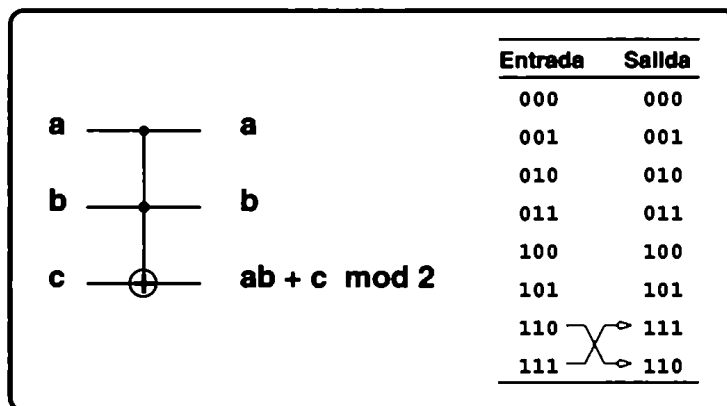 a a
b b
c ab + c mod 2
Entrada Salida
000 000
001 001
010 010
011 011
100 100
101 101
110 111
111 110